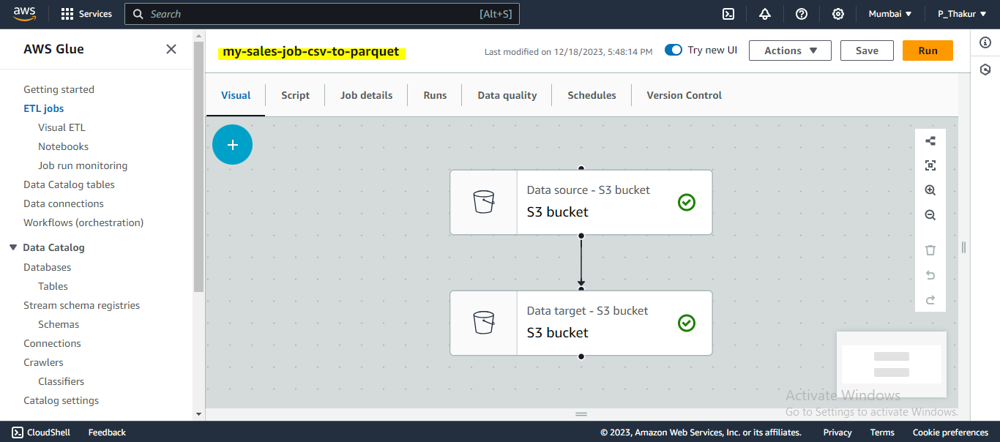 aws
Services
Search
[Alt+S]
Mumbai ▼
P_Thakur ▼
AWS Glue
Getting started
ETL jobs
Visual ETL
Notebooks
Job run monitoring
Data Catalog tables
Data connections
Workflows (orchestration)
Data Catalog
Databases
Tables
Stream schema registries
Schemas
Connections
Crawlers
Classifiers
Catalog settings
my-sales-job-csv-to-parquet
Last modified on 12/18/2023, 5:48:14 PM
Try new UI
Actions ▼
Save
Run
Visual
Script
Job details
Runs
Data quality
Schedules
Version Control
Data source - S3 bucket
S3 bucket
Data target - S3 bucket
S3 bucket
Activate Windows
Go to Settings to activate Windows.
CloudShell
Feedback
© 2023, Amazon Web Services, Inc. or its affiliates.
Privacy
Terms
Cookie preferences